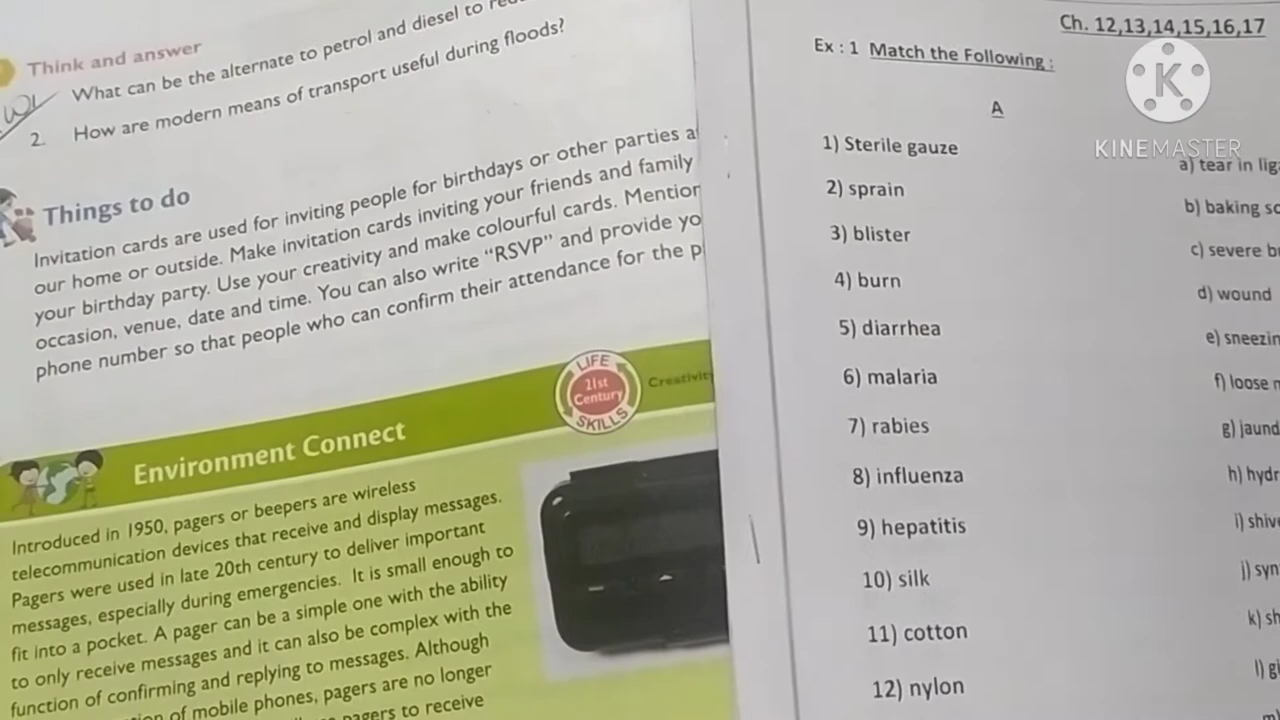 Think and answer
What can be the alternate to petrol and diesel to
2. How are modern means of transport useful during floods?
Things to do
Invitation cards are used for inviting people for birthdays or other parties
our home or outside. Make invitation cards inviting your friends and family
your birthday party. Use your creativity and make colourful cards. Mention
occasion, venue, date and time. You can also write “RSVP” and provide
phone number so that people who can confirm their attendance for the
LIFE
21st
Century
SKILLS
Creativity
Environment Connect
Introduced in 1950, pagers or beepers are wireless
telecommunication devices that receive and display messages.
Pagers were used in late 20th century to deliver important
messages, especially during emergencies. It is small enough to
fit into a pocket. A pager can be a simple one with the ability
to only receive messages and it can also be complex with the
function of confirming and replying to messages. Although
of mobile phones, pagers are no longer
pagers to receive
Ch. 12,13,14,15,16,17
Ex : 1 Match the Following :
A
1) Sterile gauze
2) sprain
3) blister
4) burn
5) diarrhea
6) malaria
7) rabies
8) influenza
9) hepatitis
10) silk
11) cotton
12) nylon
K
KINEMASTER
a) tear in
b) baking
c) severe
d) wound
e)
f) loose
g)
h)
i)
j)
k)
l)